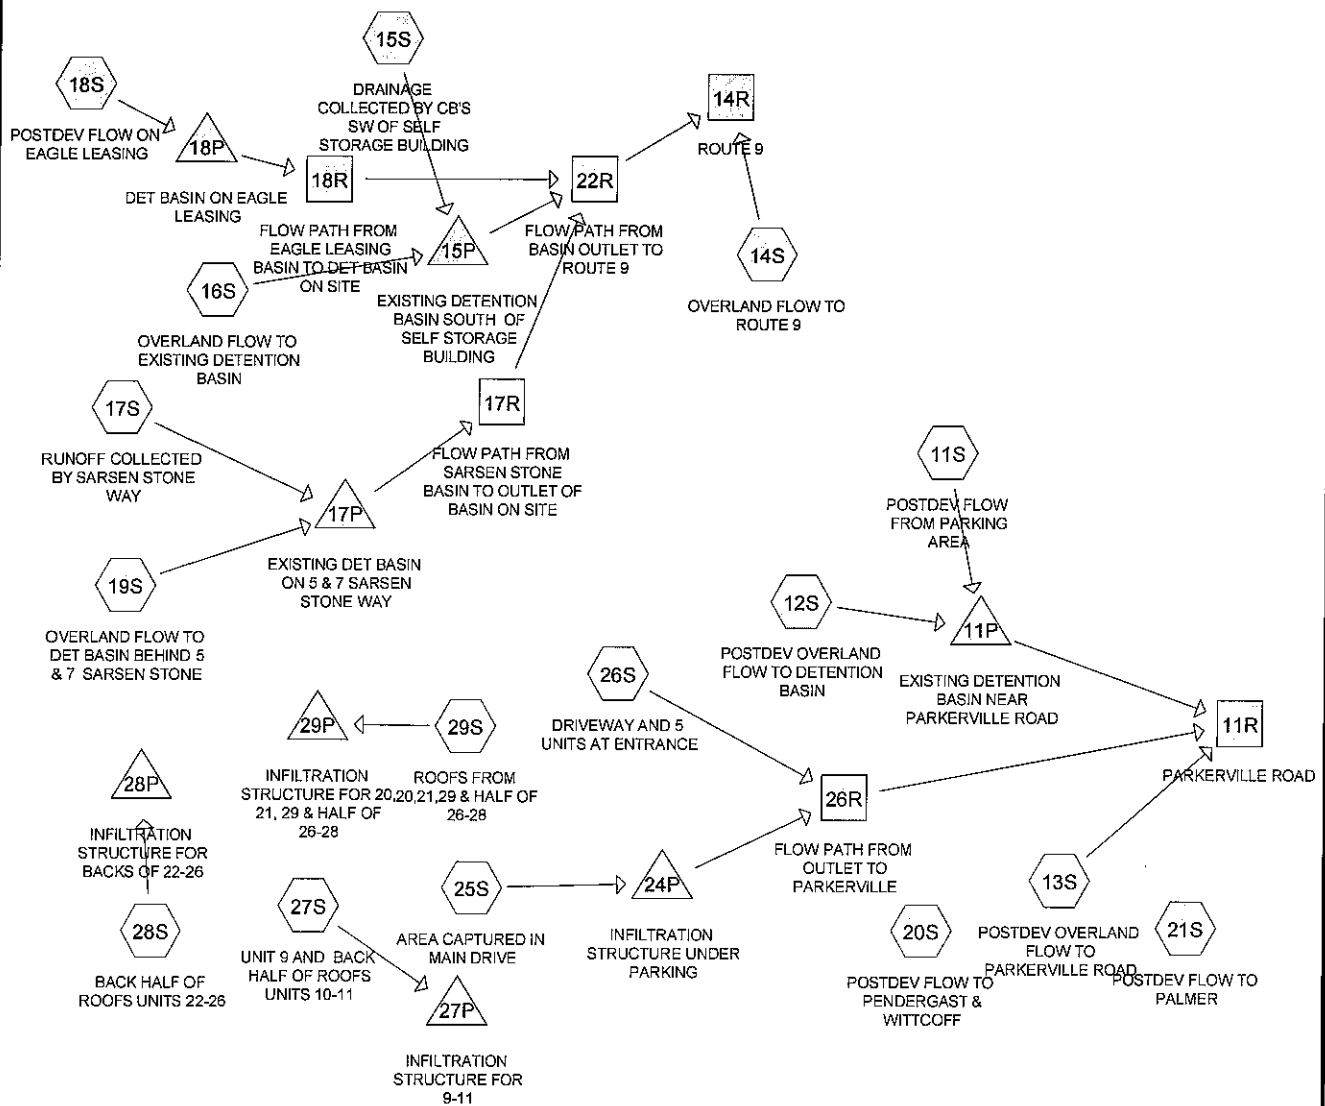 15S
DRAINAGE
COLLECTED BY CB'S
SW OF SELF
STORAGE BUILDING
18S
POSTDEV FLOW ON
EAGLE LEASING
18P
DET BASIN ON EAGLE
LEASING
18R
FLOW PATH FROM
EAGLE LEASING
BASIN TO DET BASIN
ON SITE
14R
ROUTE 9
22R
FLOW PATH FROM
BASIN OUTLET TO
ROUTE 9
15P
EXISTING DETENTION
BASIN SOUTH OF
SELF STORAGE
BUILDING
14S
OVERLAND FLOW TO
ROUTE 9
16S
OVERLAND FLOW TO
EXISTING DETENTION
BASIN
17S
RUNOFF COLLECTED
BY SARSEN STONE
WAY
17R
FLOW PATH FROM
SARSEN STONE
BASIN TO OUTLET OF
BASIN ON SITE
17P
EXISTING DET BASIN
ON 5 & 7 SARSEN
STONE WAY
19S
OVERLAND FLOW TO
DET BASIN BEHIND 5
& 7 SARSEN STONE
11S
POSTDEV FLOW
FROM PARKING
AREA
12S
POSTDEV OVERLAND
FLOW TO DETENTION
BASIN
11P
EXISTING DETENTION
BASIN NEAR
PARKERVILLE ROAD
11R
PARKERVILLE ROAD
26S
DRIVEWAY AND 5
UNITS AT ENTRANCE
29P
INFILTRATION
STRUCTURE FOR 20,
21, 29 & HALF OF
26-28
29S
ROOFS FROM
20,21,29 & HALF OF
26-28
28P
INFILTRATION
STRUCTURE FOR
BACKS OF 22-26
26R
FLOW PATH FROM
OUTLET TO
PARKERVILLE
28S
BACK HALF OF
ROOFS UNITS 22-26
27S
UNIT 9 AND BACK
HALF OF ROOFS
UNITS 10-11
25S
AREA CAPTURED IN
MAIN DRIVE
24P
INFILTRATION
STRUCTURE UNDER
PARKING
27P
INFILTRATION
STRUCTURE FOR
9-11
20S
POSTDEV FLOW TO
PENDERGAST &
WITTCOFF
13S
POSTDEV OVERLAND
FLOW TO
PARKERVILLE ROAD
21S
POSTDEV FLOW TO
PALMER